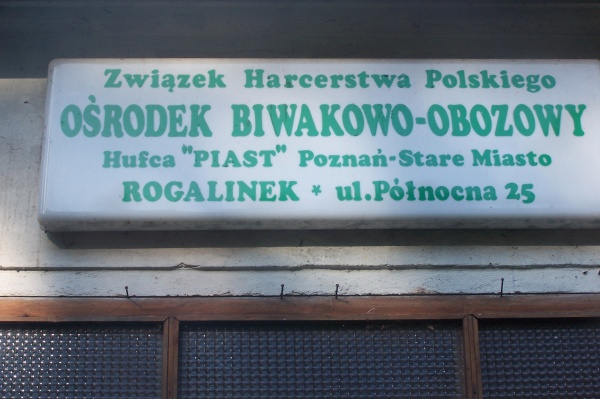 Związek Harcerstwa Polskiego
OŚRODEK BIWAKOWO-OBOZOWY
Hufca "PIAST" Poznań-Stare Miasto
ROGALINEK * ul.Północna 25